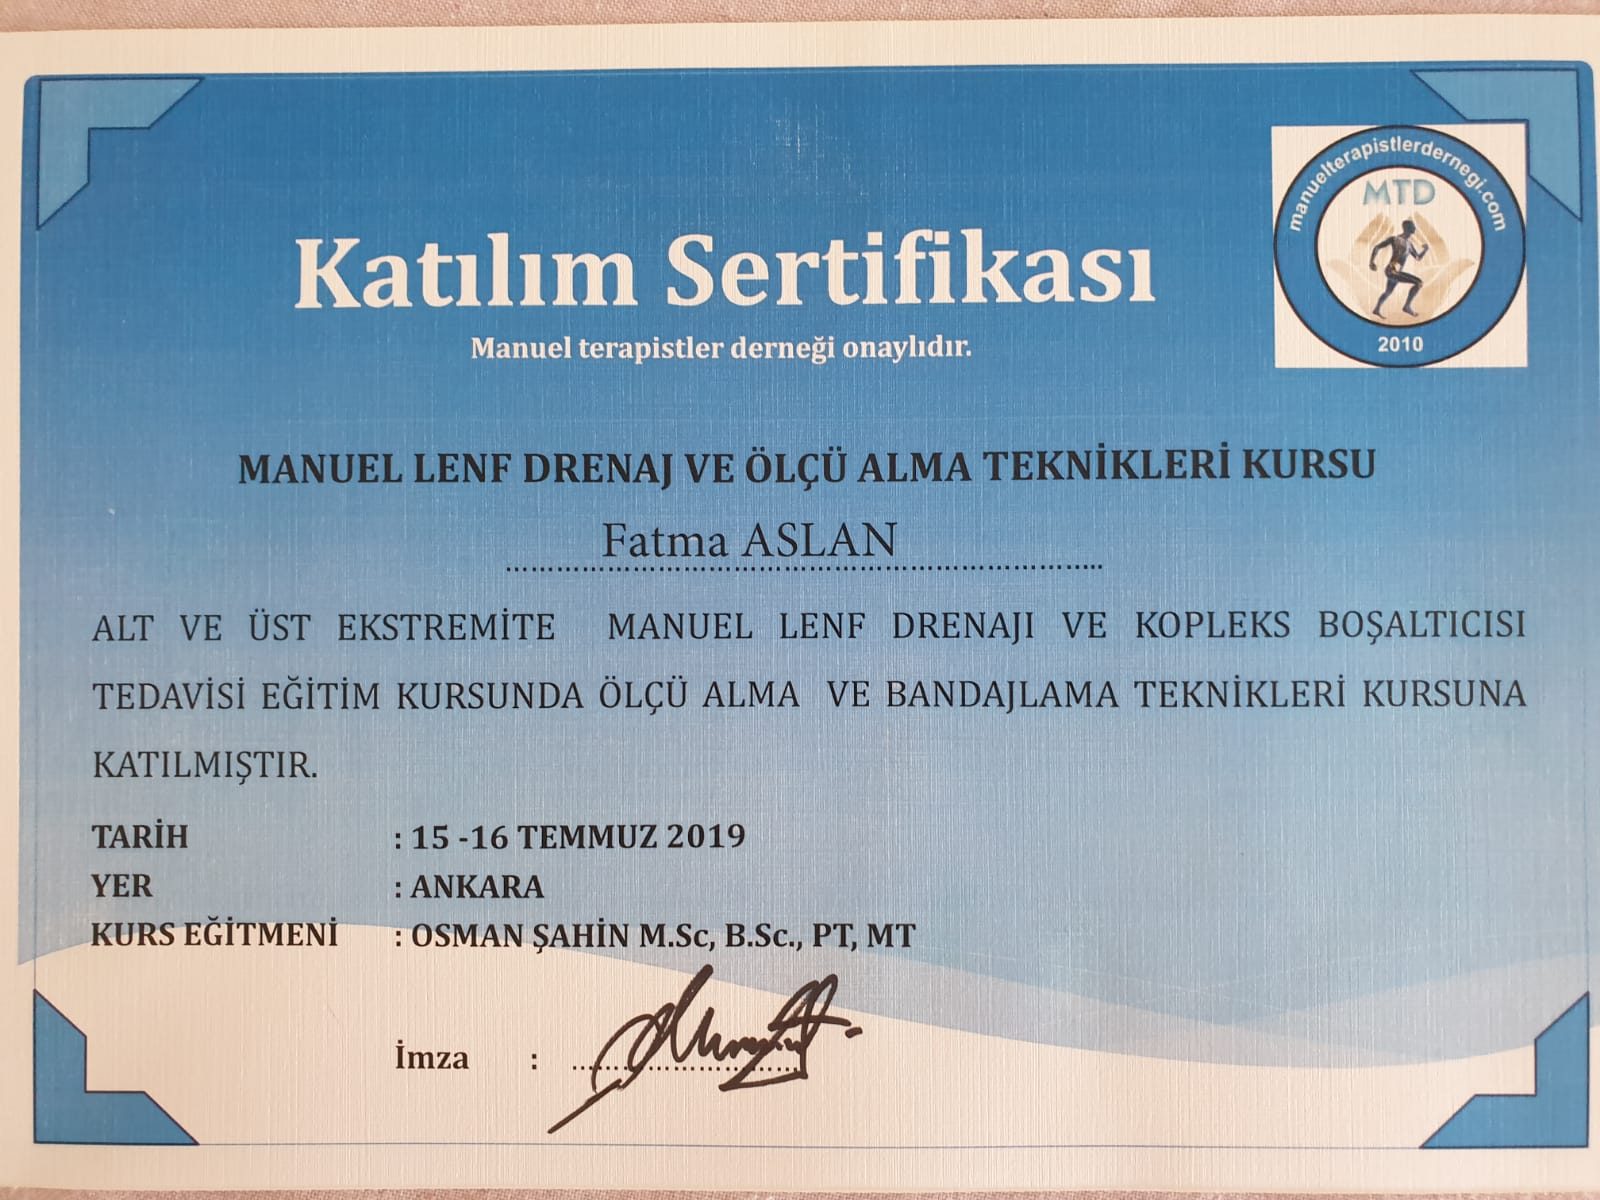 manuelterapistlerdernegi.com
MTD
2010
Katılım Sertifikası
Manuel terapistler derneği onaylıdır.
MANUEL LENF DRENAJ VE ÖLÇÜ ALMA TEKNİKLERİ KURSU
Fatma ASLAN
ALT VE ÜST EKSTREMİTE MANUEL LENF DRENAJI VE KOPLEKS BOŞALTICISI
TEDAVİSİ EĞİTİM KURSUNDA ÖLÇÜ ALMA VE BANDAJLAMA TEKNİKLERİ KURSUNA
KATILMIŞTIR.
TARİH : 15 -16 TEMMUZ 2019
YER : ANKARA
KURS EĞİTMENİ : OSMAN ŞAHİN M.Sc, B.Sc., PT, MT
İmza :